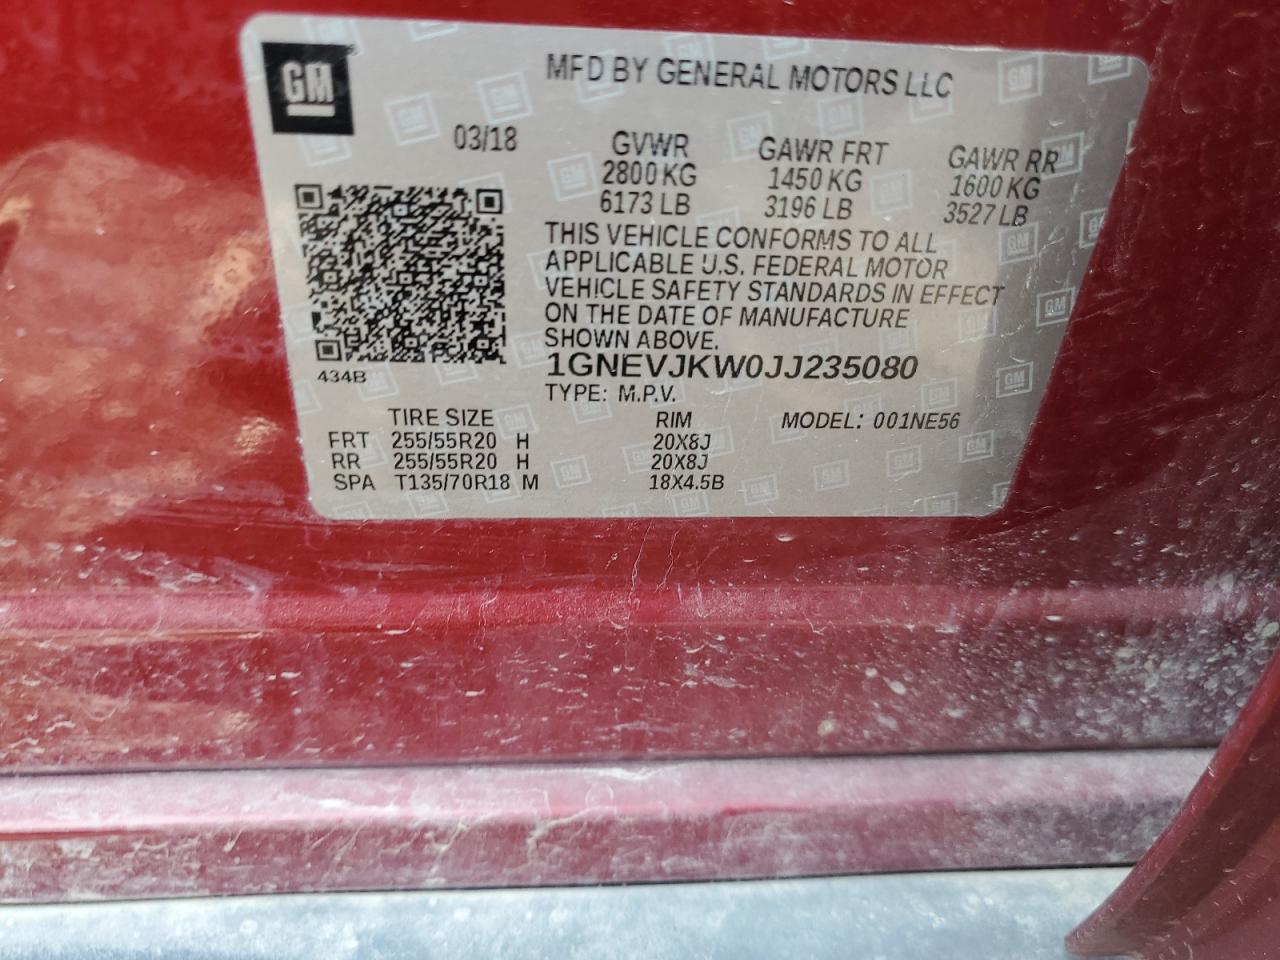 GM
MFD BY GENERAL MOTORS LLC
03/18
GVWR GAWR FRT GAWR RR
2800 KG 1450 KG 1600 KG
6173 LB 3196 LB 3527 LB
THIS VEHICLE CONFORMS TO ALL
APPLICABLE U.S. FEDERAL MOTOR
VEHICLE SAFETY STANDARDS IN EFFECT
ON THE DATE OF MANUFACTURE
SHOWN ABOVE.
1GNEVJKW0JJ235080
434B
TYPE: M.P.V.
TIRE SIZE RIM MODEL: 001NE56
FRT 255/55R20 H 20X8J
RR 255/55R20 H 20X8J
SPA T135/70R18 M 18X4.5B